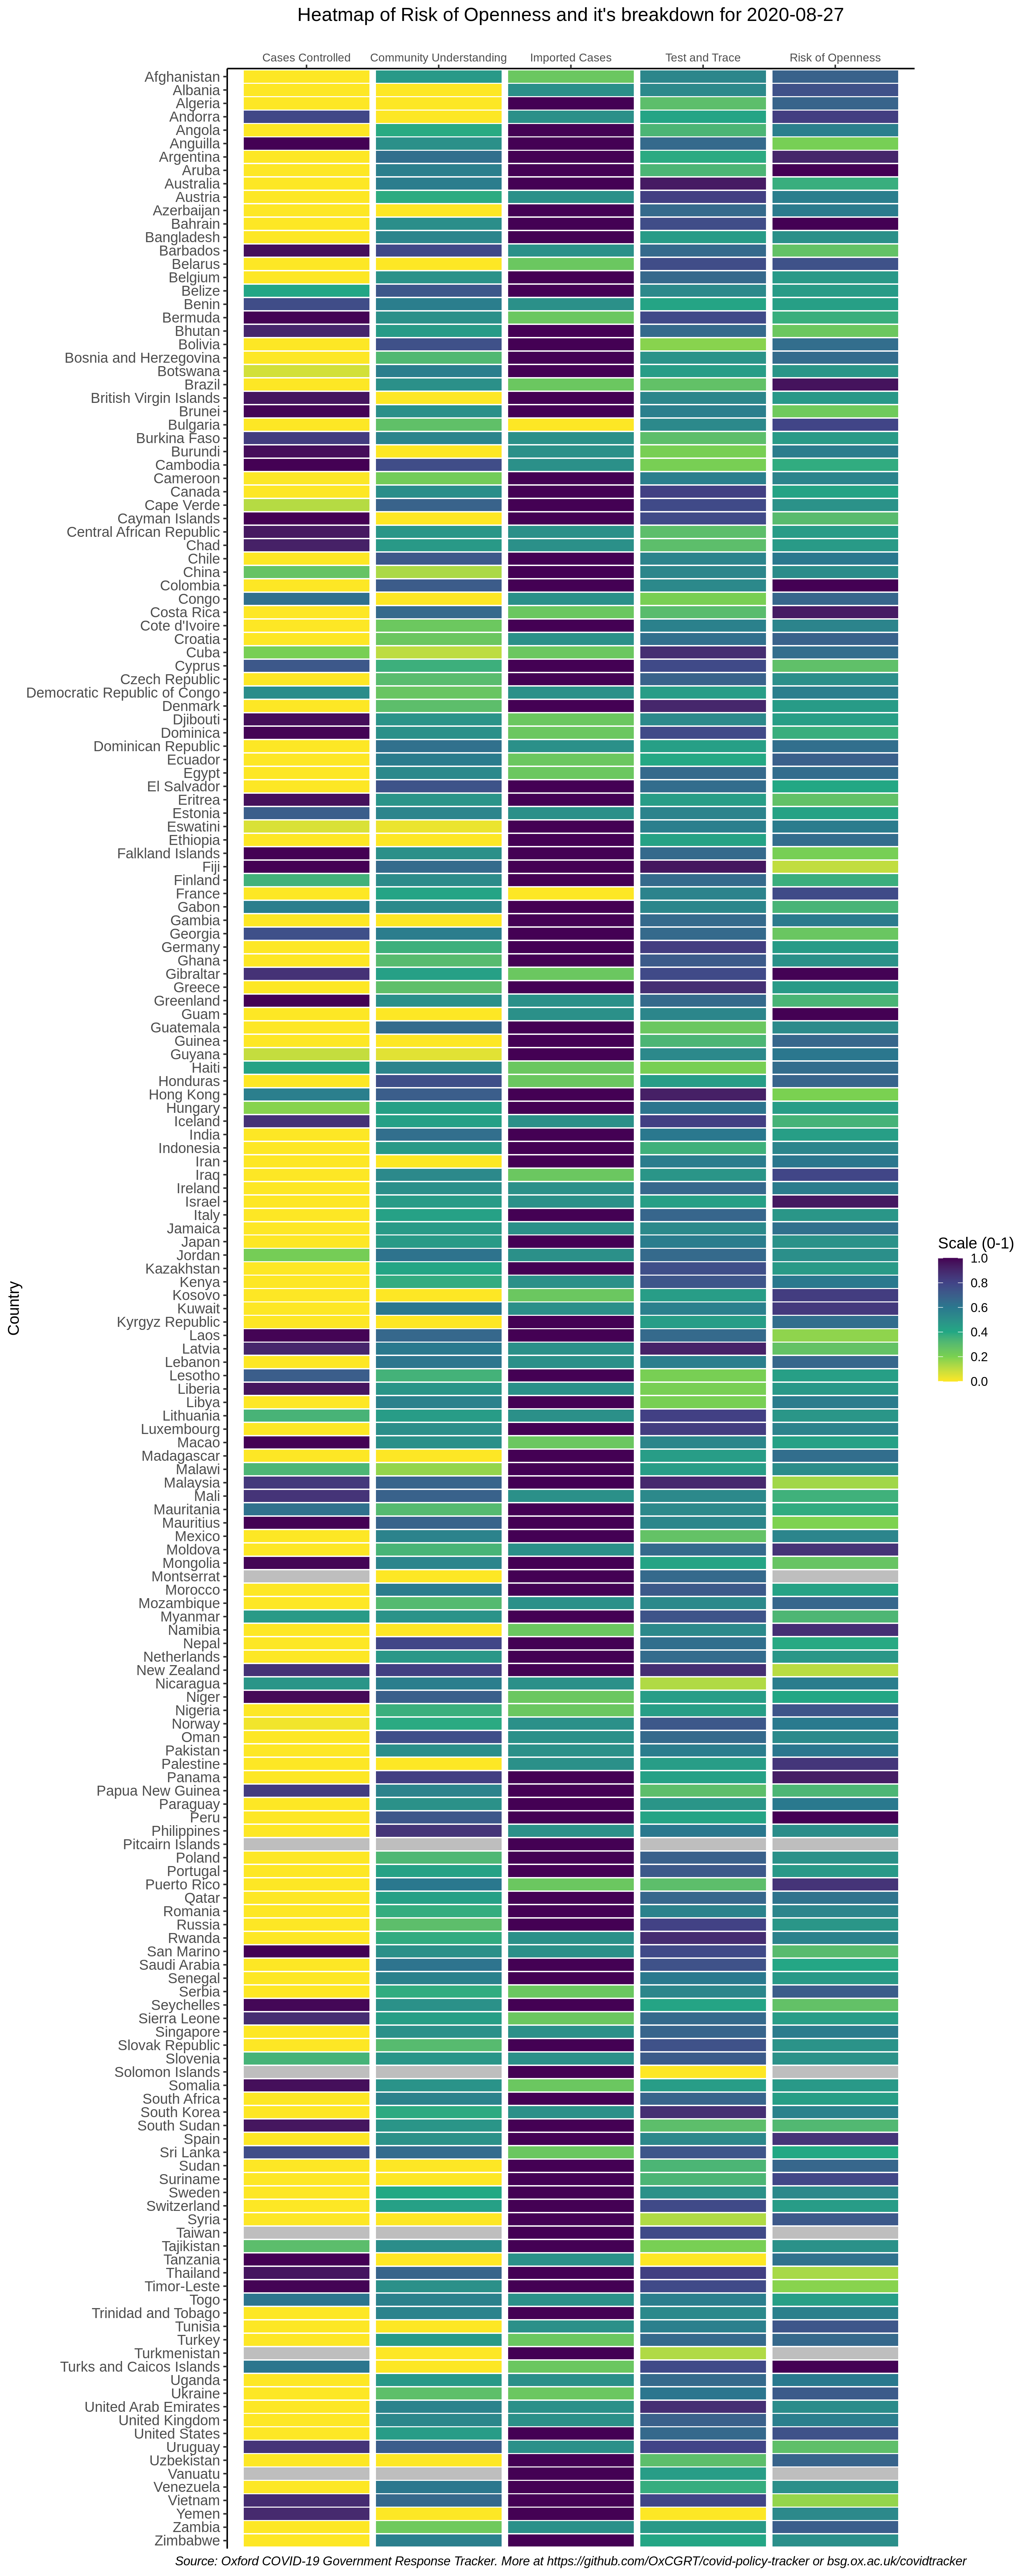 Heatmap of Risk of Openness and it's breakdown for 2020-08-27
Cases Controlled Community Understanding Imported Cases Test and Trace Risk of Openness
Afghanistan
Albania
Algeria
Andorra
Angola
Anguilla
Argentina
Aruba
Australia
Austria
Azerbaijan
Bahrain
Bangladesh
Barbados
Belarus
Belgium
Belize
Benin
Bermuda
Bhutan
Bolivia
Bosnia and Herzegovina
Botswana
Brazil
British Virgin Islands
Brunei
Bulgaria
Burkina Faso
Burundi
Cambodia
Cameroon
Canada
Cape Verde
Cayman Islands
Central African Republic
Chad
Chile
China
Colombia
Congo
Costa Rica
Cote d'Ivoire
Croatia
Cuba
Cyprus
Czech Republic
Democratic Republic of Congo
Denmark
Djibouti
Dominica
Dominican Republic
Ecuador
Egypt
El Salvador
Eritrea
Estonia
Eswatini
Ethiopia
Falkland Islands
Fiji
Finland
France
Gabon
Gambia
Georgia
Germany
Ghana
Gibraltar
Greece
Greenland
Guam
Guatemala
Guinea
Guyana
Haiti
Honduras
Hong Kong
Hungary
Iceland
India
Indonesia
Iran
Iraq
Ireland
Israel
Italy
Jamaica
Japan
Jordan
Kazakhstan
Kenya
Kosovo
Kuwait
Kyrgyz Republic
Laos
Latvia
Lebanon
Lesotho
Liberia
Libya
Lithuania
Luxembourg
Macao
Madagascar
Malawi
Malaysia
Mali
Mauritania
Mauritius
Mexico
Moldova
Mongolia
Montserrat
Morocco
Mozambique
Myanmar
Namibia
Nepal
Netherlands
New Zealand
Nicaragua
Niger
Nigeria
Norway
Oman
Pakistan
Palestine
Panama
Papua New Guinea
Paraguay
Peru
Philippines
Pitcairn Islands
Poland
Portugal
Puerto Rico
Qatar
Romania
Russia
Rwanda
San Marino
Saudi Arabia
Senegal
Serbia
Seychelles
Sierra Leone
Singapore
Slovak Republic
Slovenia
Solomon Islands
Somalia
South Africa
South Korea
South Sudan
Spain
Sri Lanka
Sudan
Suriname
Sweden
Switzerland
Syria
Taiwan
Tajikistan
Tanzania
Thailand
Timor-Leste
Togo
Trinidad and Tobago
Tunisia
Turkey
Turkmenistan
Turks and Caicos Islands
Uganda
Ukraine
United Arab Emirates
United Kingdom
United States
Uruguay
Uzbekistan
Vanuatu
Venezuela
Vietnam
Yemen
Zambia
Zimbabwe
Country
Scale (0-1)
1.0
0.8
0.6
0.4
0.2
0.0
Source: Oxford COVID-19 Government Response Tracker. More at https://github.com/OxCGRT/covid-policy-tracker or bsg.ox.ac.uk/covidtracker